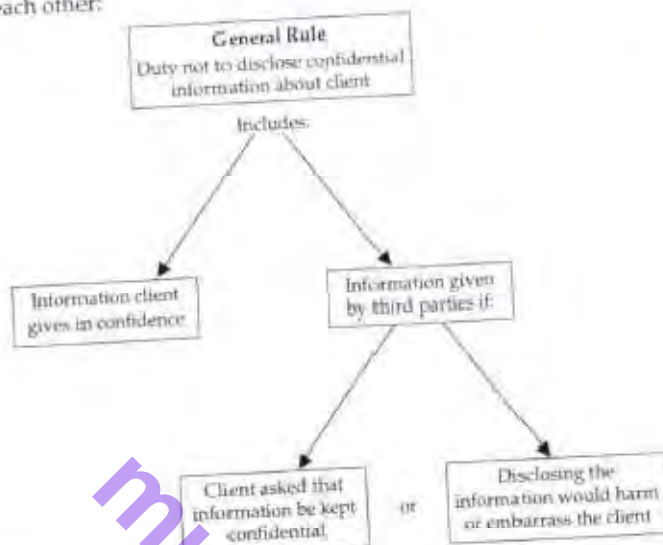 each other:
General Rule
Duty not to disclose confidential
information about client
Includes:
Information client
gives in confidence
Information given
by third parties if:
Client asked that
information be kept
confidential
or
Disclosing the
information would harm
or embarrass the client